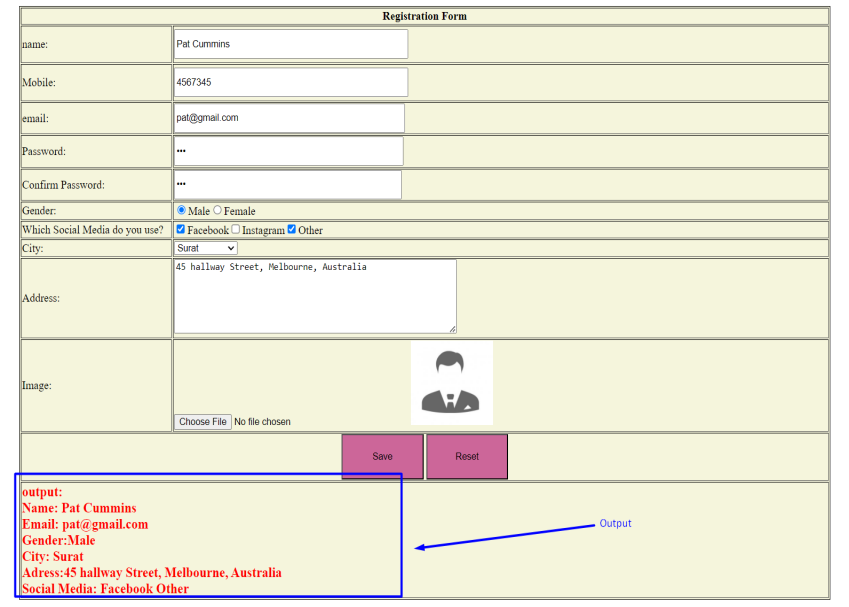 Registration Form
name: Pat Cummins
Mobile: 4567345
email: pat@gmail.com
Password: •••
Confirm Password: •••
Gender: Male Female
Which Social Media do you use? Facebook Instagram Other
City: Surat
Address: 45 hallway Street, Melbourne, Australia
Image: Choose File No file chosen
Save Reset
output:
Name: Pat Cummins
Email: pat@gmail.com
Gender:Male
City: Surat
Adress:45 hallway Street, Melbourne, Australia
Social Media: Facebook Other
Output